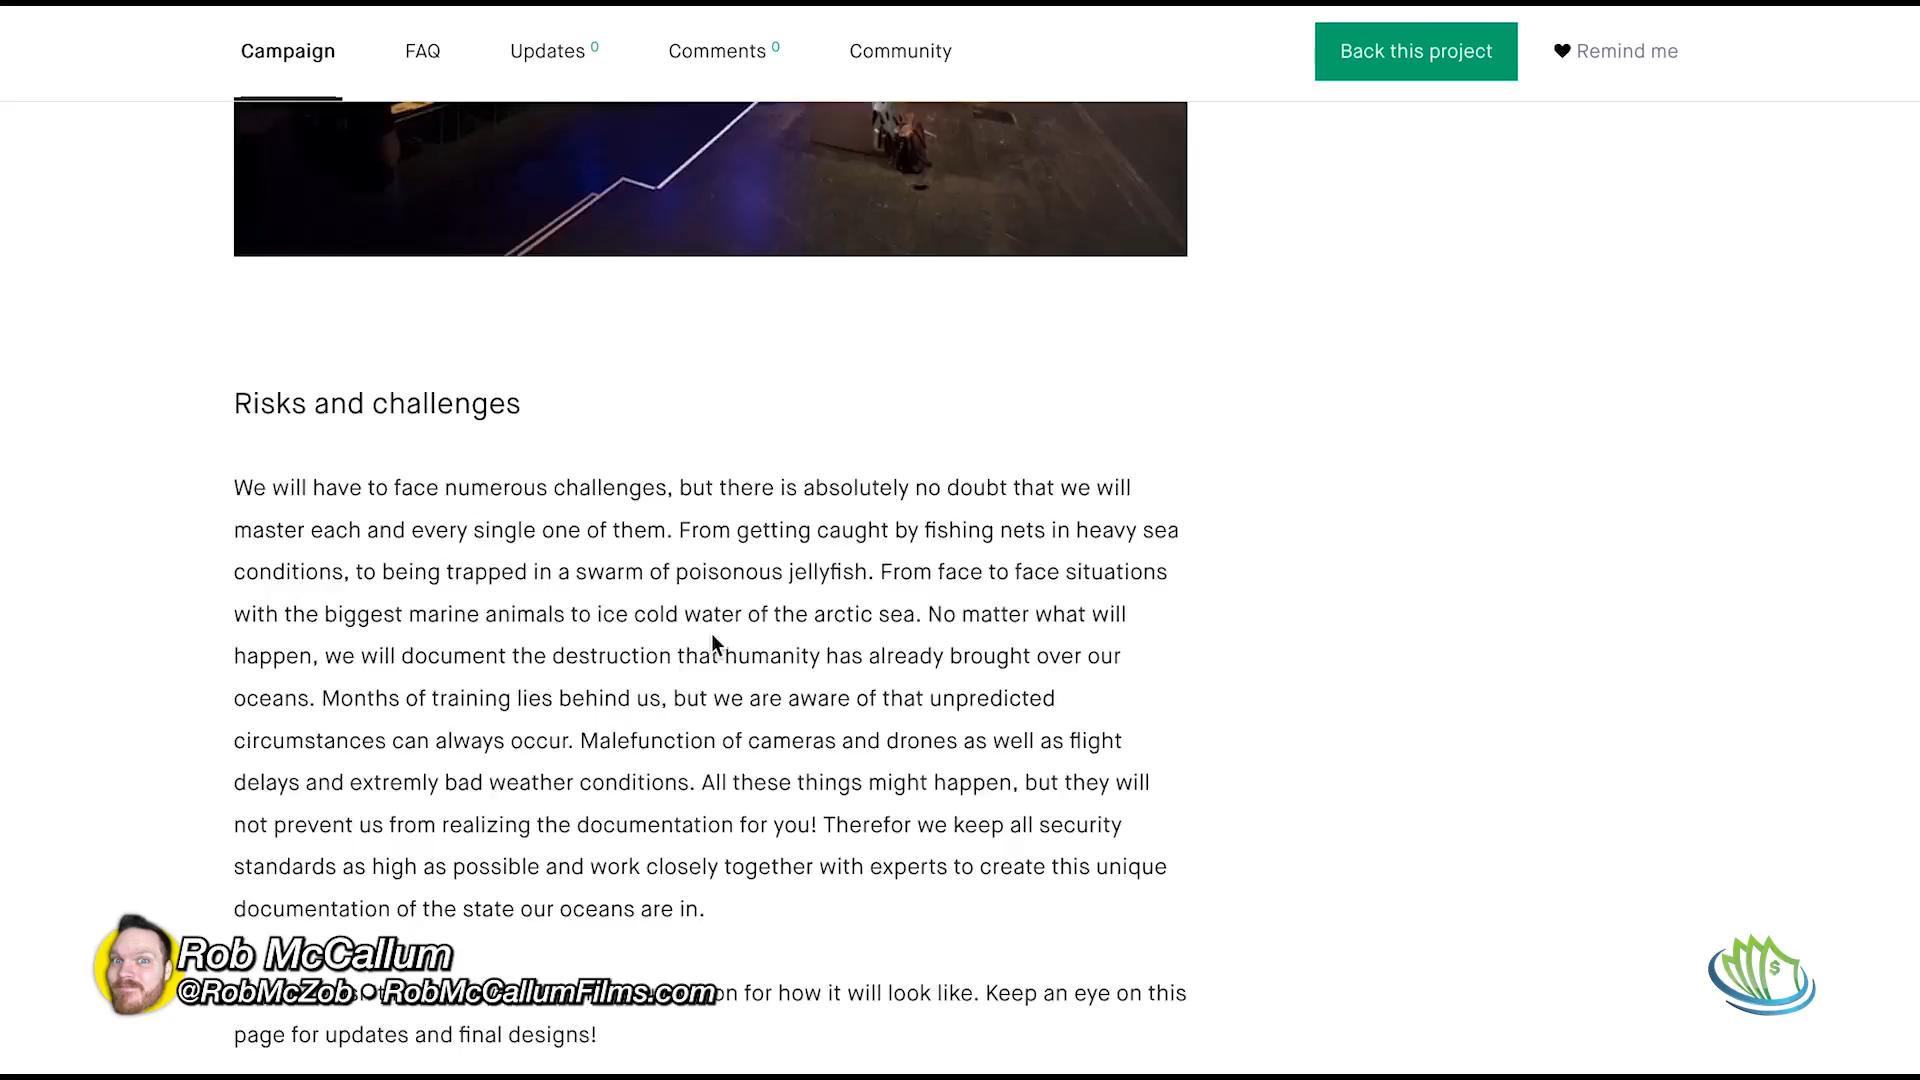 Campaign
FAQ
Updates 0
Comments 0
Community
Back this project
Remind me
Risks and challenges
We will have to face numerous challenges, but there is absolutely no doubt that we will
master each and every single one of them. From getting caught by fishing nets in heavy sea
conditions, to being trapped in a swarm of poisonous jellyfish. From face to face situations
with the biggest marine animals to ice cold water of the arctic sea. No matter what will
happen, we will document the destruction that humanity has already brought over our
oceans. Months of training lies behind us, but we are aware of that unpredicted
circumstances can always occur. Malefunction of cameras and drones as well as flight
delays and extremly bad weather conditions. All these things might happen, but they will
not prevent us from realizing the documentation for you! Therefor we keep all security
standards as high as possible and work closely together with experts to create this unique
documentation of the state our oceans are in.
Rob McCallum
@RobMcZob • RobMcCallumFilms.com
for how it will look like. Keep an eye on this
page for updates and final designs!
$